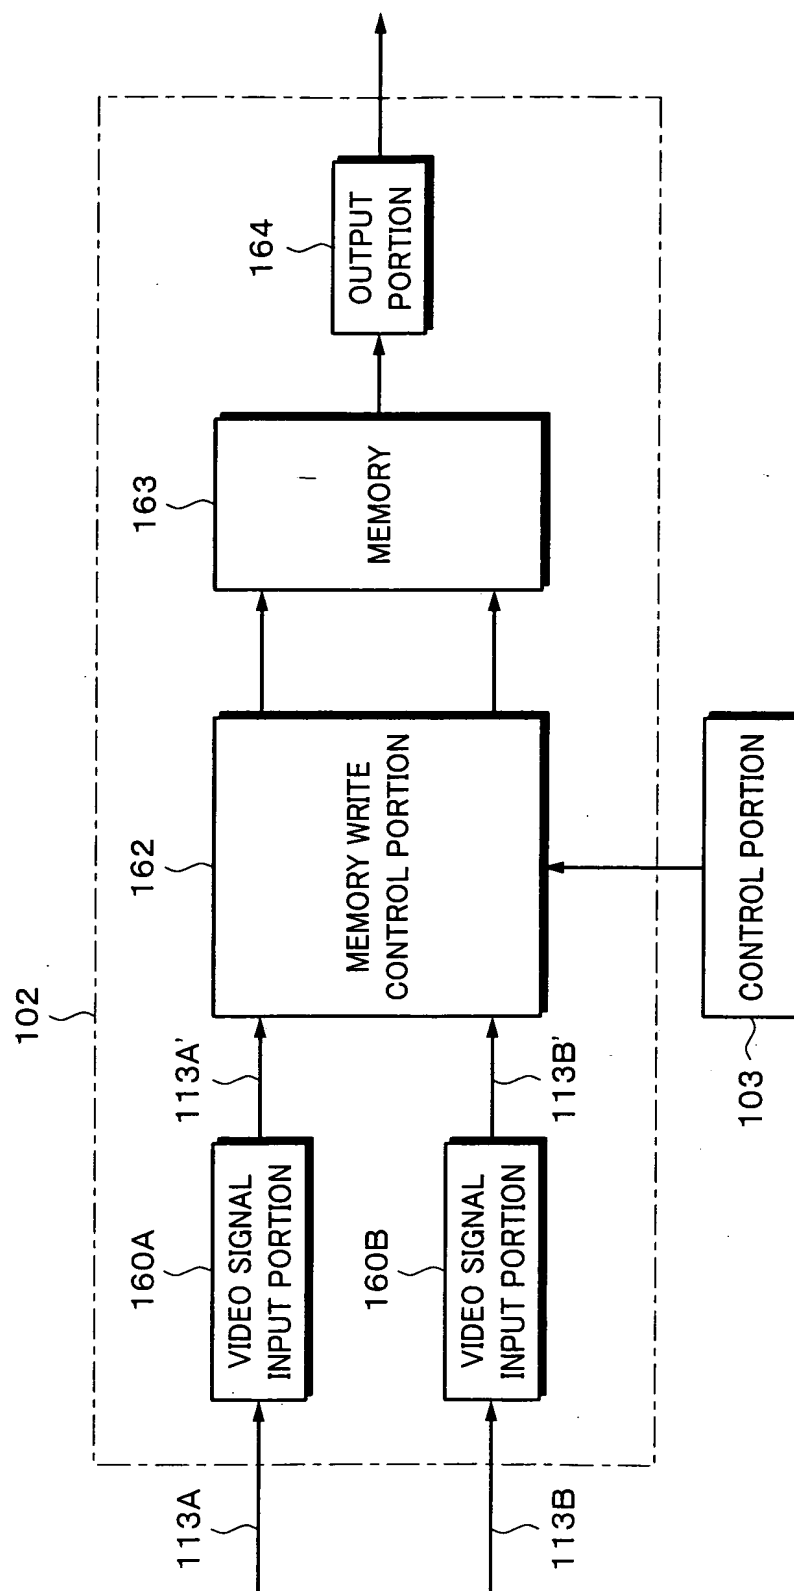 102
160A
VIDEO SIGNAL
INPUT PORTION
113A
113A'
162
MEMORY WRITE
CONTROL PORTION
163
MEMORY
164
OUTPUT
PORTION
160B
VIDEO SIGNAL
INPUT PORTION
113B
113B'
103
CONTROL PORTION